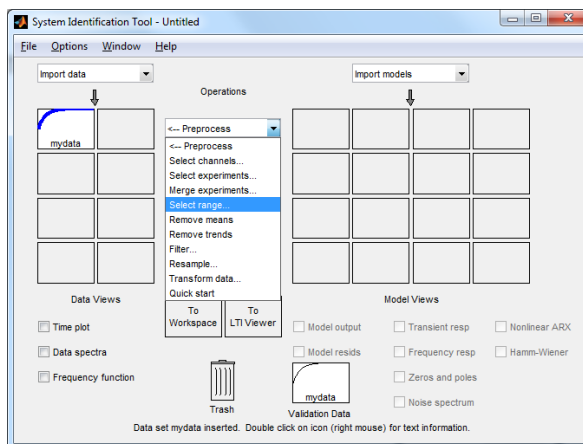 System Identification Tool - Untitled
File Options Window Help
Import data
Import models
Operations
mydata
<-- Preprocess
<-- Preprocess
Select channels...
Select experiments...
Merge experiments...
Select range...
Remove means
Remove trends
Filter...
Resample...
Transform data...
Quick start
Data Views
Model Views
To
Workspace
To
LTI Viewer
Time plot
Data spectra
Frequency function
Model output
Transient resp
Nonlinear ARX
Model resids
Frequency resp
Hamm-Wiener
Zeros and poles
Noise spectrum
Trash
mydata
Validation Data
Data set mydata inserted. Double click on icon (right mouse) for text information.